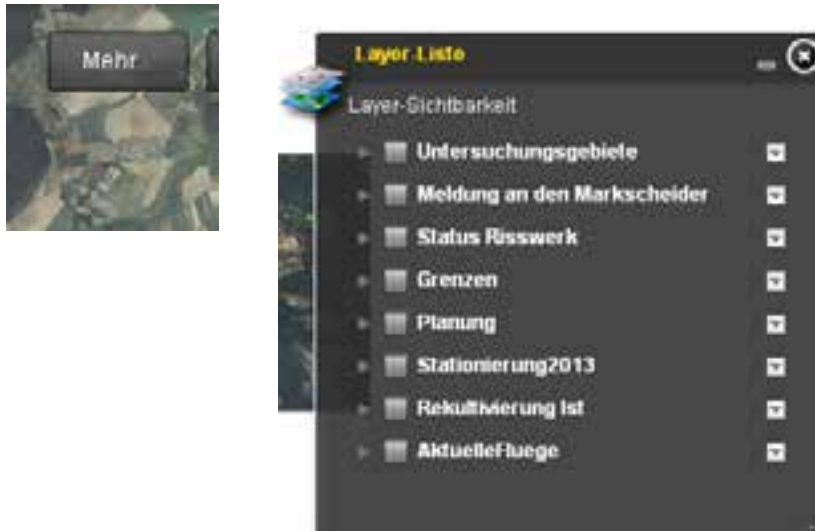 Mehr
Layer-Liste
Layer-Sichtbarkeit
Untersuchungsgebiete
Meldung an den Markscheider
Status Risswerk
Grenzen
Planung
Stationierung2013
Rekultivierung Ist
AktuelleFluege